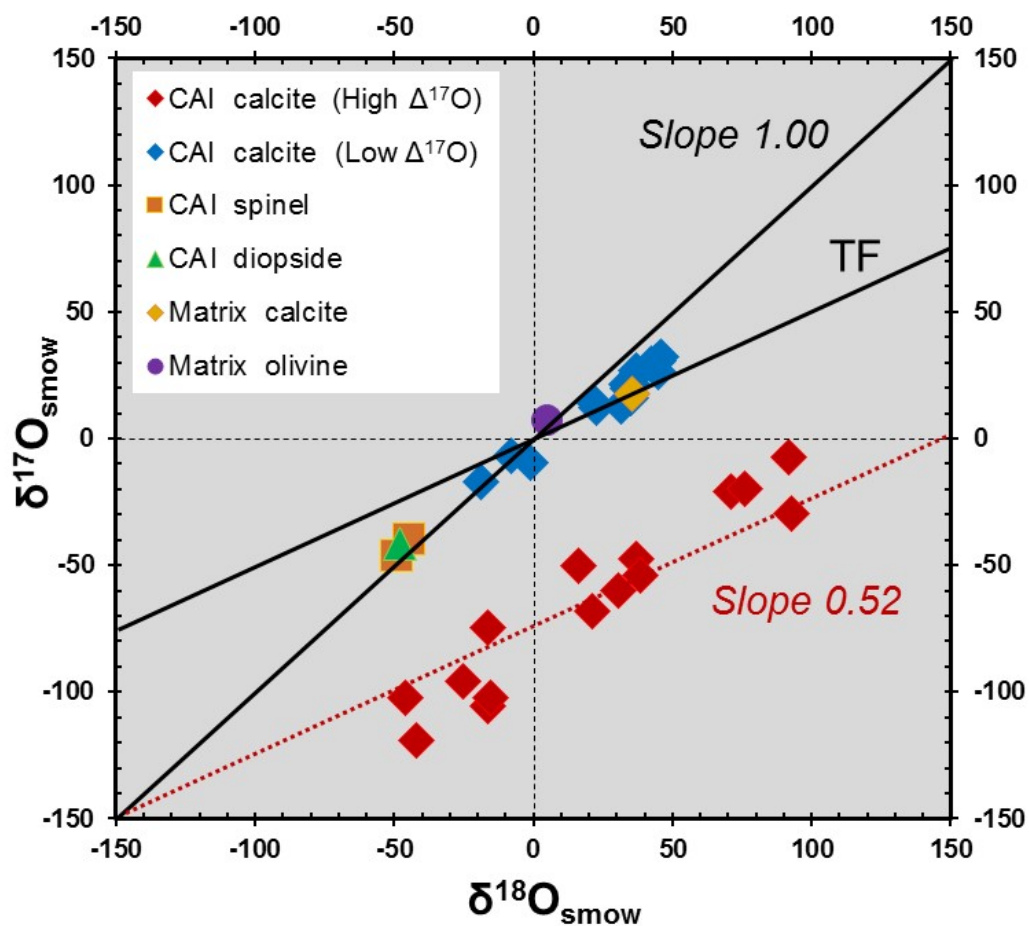 -150 -100 -50 0 50 100 150
150 150
CAI calcite (High Δ¹⁷O)
CAI calcite (Low Δ¹⁷O)
CAI spinel
CAI diopside
Matrix calcite
Matrix olivine
Slope 1.00
100 100
TF
50 50
δ¹⁷Osmow
0 0
-50 -50
Slope 0.52
-100 -100
-150 -150
-150 -100 -50 0 50 100 150
δ¹⁸Osmow